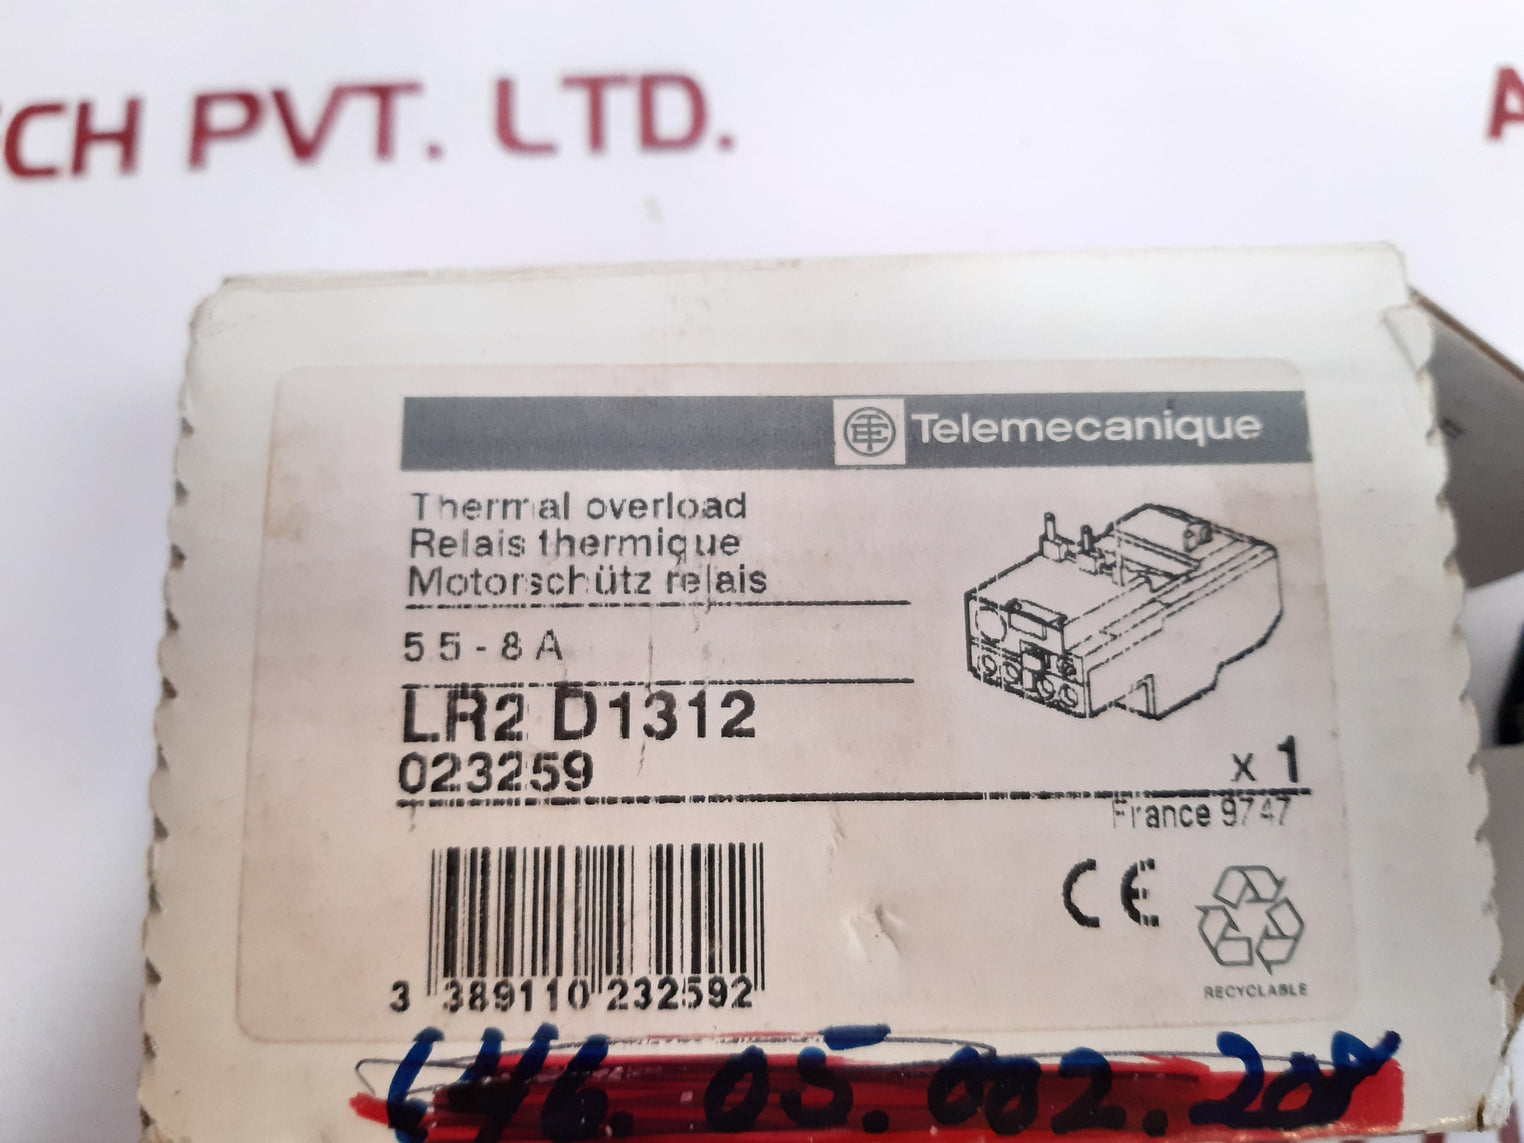 CH PVT. LTD.
Telemecanique
Thermal overload
Relais thermique
Motorschütz relais
5 5 - 8 A
LR2 D1312
023259
x 1
France 9747
CE
RECYCLABLE
3 389110 232592